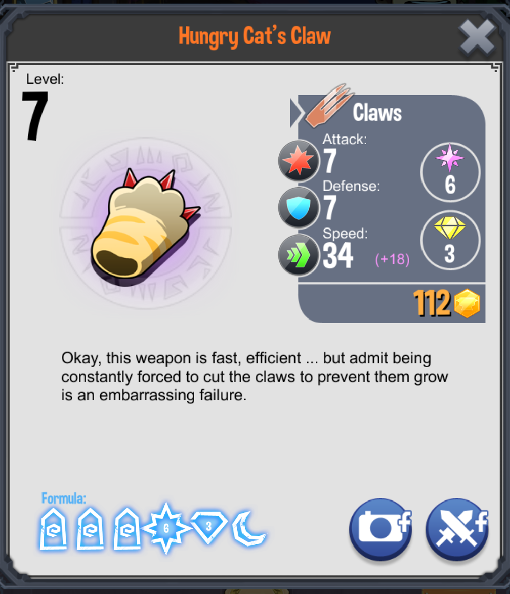 Hungry Cat's Claw
Level:
7
Claws
Attack:
7
6
Defense:
7
Speed:
34 (+18)
3
112
Okay, this weapon is fast, efficient ... but admit being
constantly forced to cut the claws to prevent them grow
is an embarrassing failure.
Formula:
6 3
f f